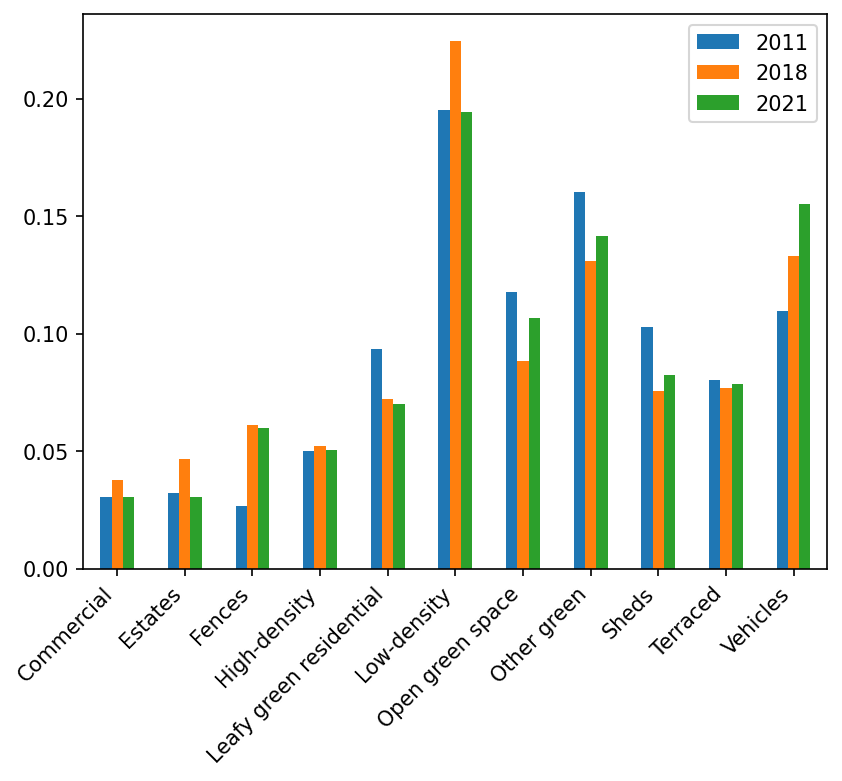 2011
2018
2021
0.20
0.15
0.10
0.05
0.00
Commercial
Estates
Fences
High-density
Leafy green residential
Low-density
Open green space
Other green
Sheds
Terraced
Vehicles